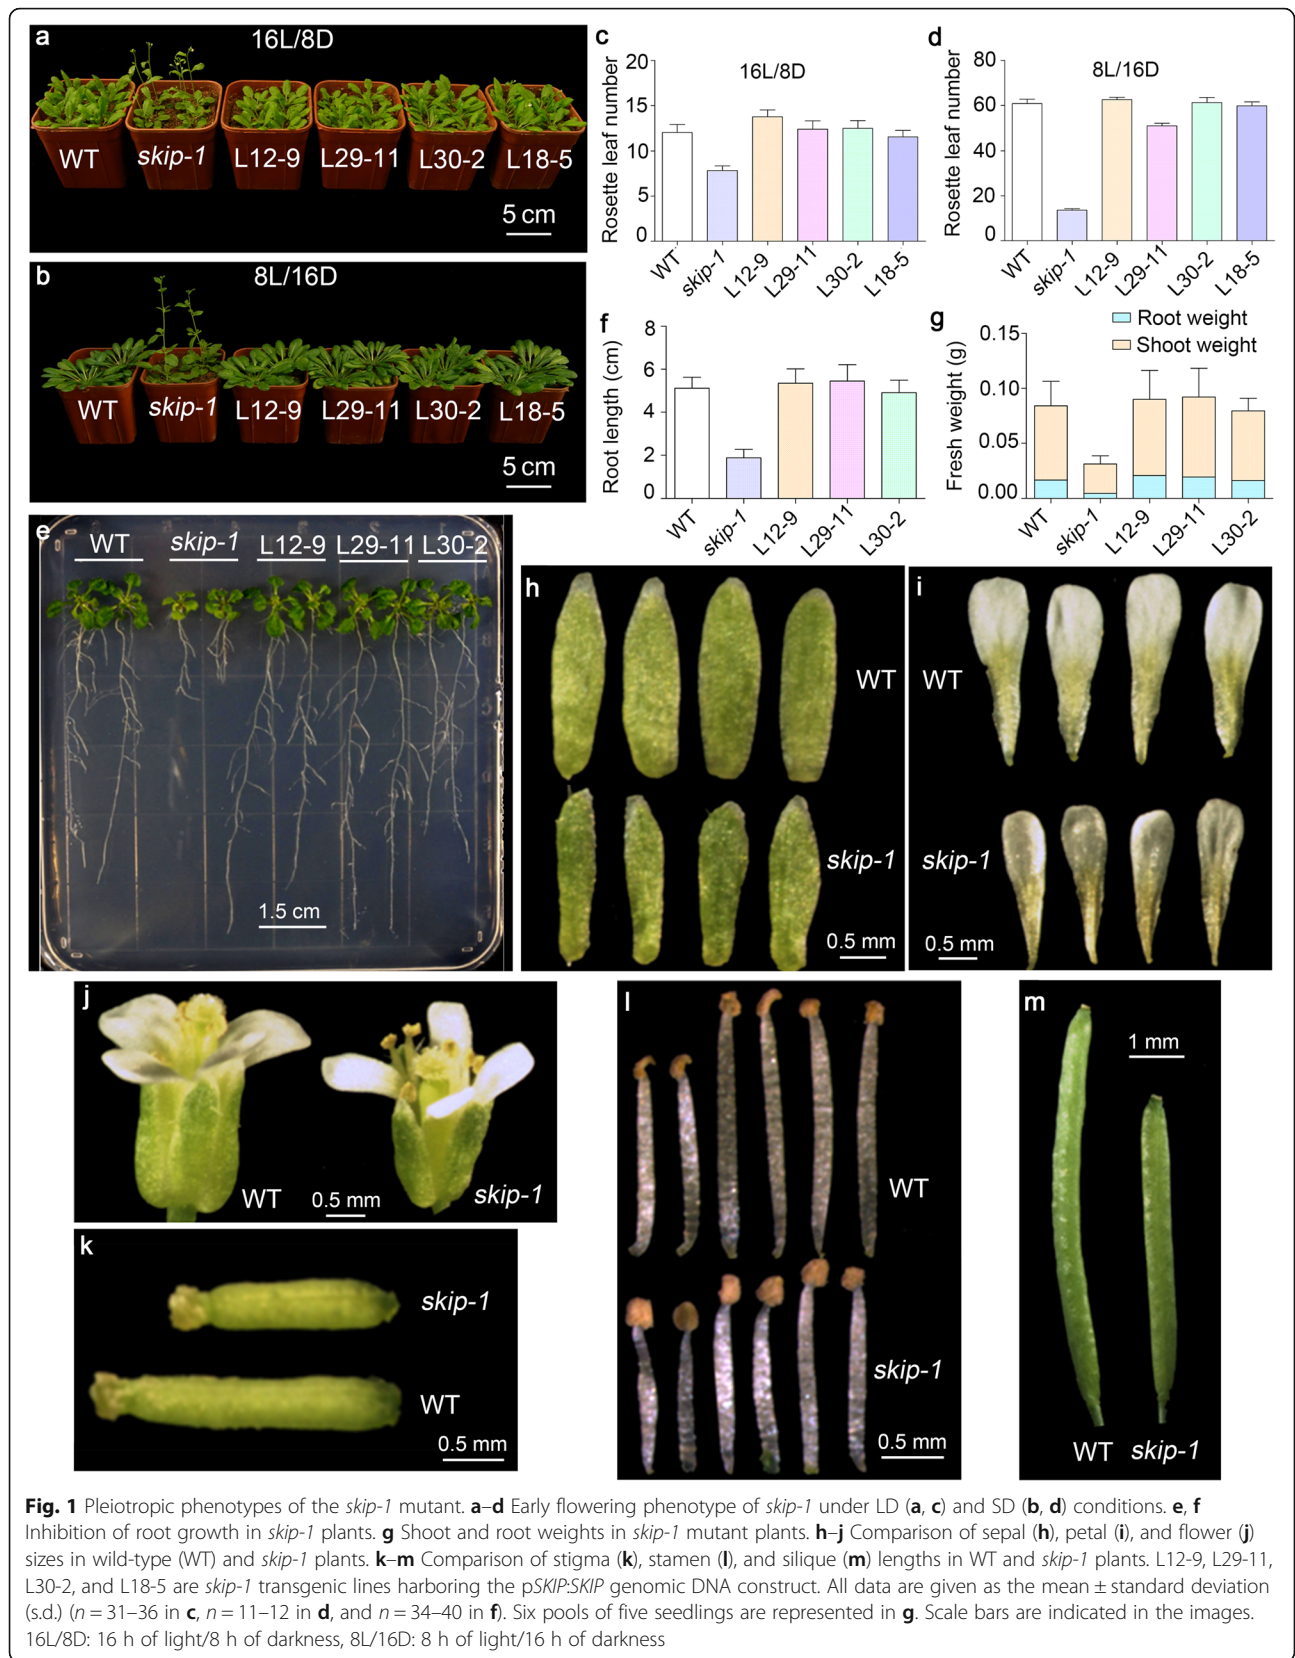 a
16L/8D
WT
skip-1
L12-9
L29-11
L30-2
L18-5
5 cm
b
8L/16D
WT
skip-1
L12-9
L29-11
L30-2
L18-5
5 cm
c
16L/8D
Rosette leaf number
20
15
10
5
0
WT
skip-1
L12-9
L29-11
L30-2
L18-5
d
8L/16D
Rosette leaf number
80
60
40
20
0
WT
skip-1
L12-9
L29-11
L30-2
L18-5
f
Root length (cm)
8
6
4
2
0
WT
skip-1
L12-9
L29-11
L30-2
g
Root weight
Shoot weight
Fresh weight (g)
0.15
0.10
0.05
0.00
WT
skip-1
L12-9
L29-11
L30-2
e
WT
skip-1
L12-9
L29-11
L30-2
1.5 cm
h
WT
skip-1
0.5 mm
i
WT
skip-1
0.5 mm
j
WT
0.5 mm
skip-1
k
skip-1
WT
0.5 mm
l
WT
skip-1
0.5 mm
m
1 mm
WT
skip-1
Fig. 1 Pleiotropic phenotypes of the skip-1 mutant. a–d Early flowering phenotype of skip-1 under LD (a, c) and SD (b, d) conditions. e, f
Inhibition of root growth in skip-1 plants. g Shoot and root weights in skip-1 mutant plants. h–j Comparison of sepal (h), petal (i), and flower (j)
sizes in wild-type (WT) and skip-1 plants. k–m Comparison of stigma (k), stamen (l), and silique (m) lengths in WT and skip-1 plants. L12-9, L29-11,
L30-2, and L18-5 are skip-1 transgenic lines harboring the pSKIP:SKIP genomic DNA construct. All data are given as the mean ± standard deviation
(s.d.) (n = 31–36 in c, n = 11–12 in d, and n = 34–40 in f). Six pools of five seedlings are represented in g. Scale bars are indicated in the images.
16L/8D: 16 h of light/8 h of darkness, 8L/16D: 8 h of light/16 h of darkness